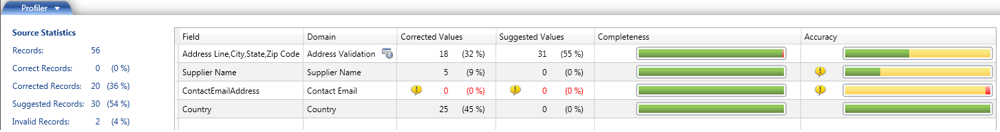 Profiler
Source Statistics
Records: 56
Correct Records: 0 (0 %)
Corrected Records: 20 (36 %)
Suggested Records: 30 (54 %)
Invalid Records: 2 (4 %)
Field Domain Corrected Values Suggested Values Completeness Accuracy
Address Line,City,State,Zip Code Address Validation 18 (32 %) 31 (55 %)
Supplier Name Supplier Name 5 (9 %) 0 (0 %)
ContactEmailAddress Contact Email 0 (0 %) 0 (0 %)
Country Country 25 (45 %) 0 (0 %)